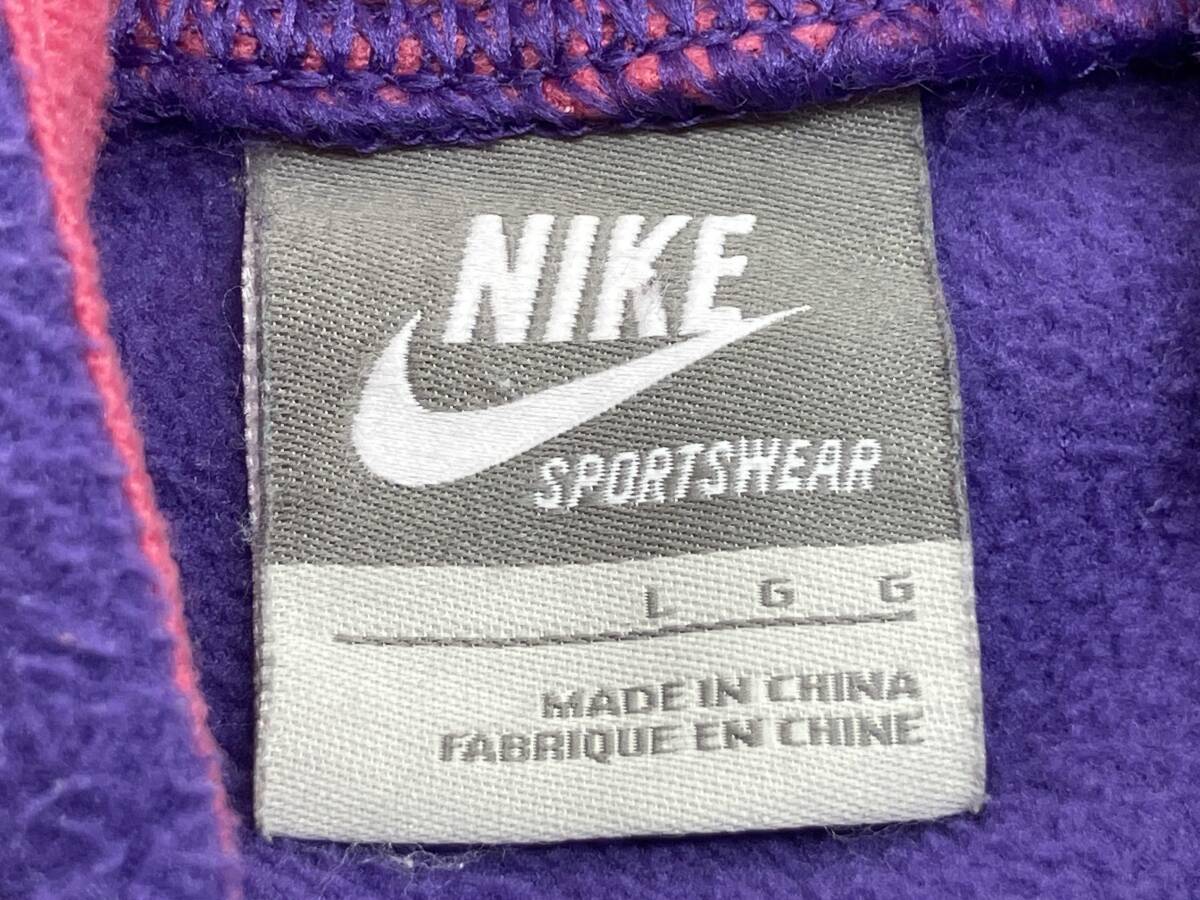 NIKE
SPORTSWEAR
L G G
MADE IN CHINA
FABRIQUE EN CHINE